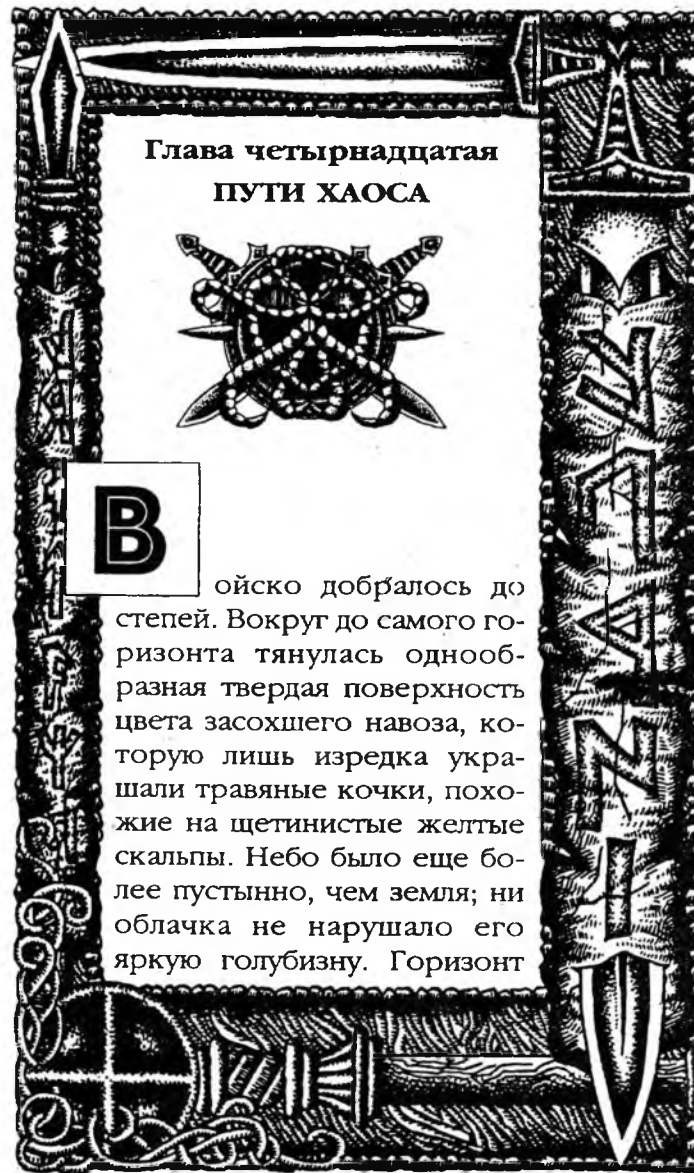 Глава четырнадцатая
ПУТИ ХАОСА
В
ойско добралось до
степей. Вокруг до самого го-
ризонта тянулась однооб-
разная твердая поверхность
цвета засохшего навоза, ко-
торую лишь изредка укра-
шали травяные кочки, похо-
жие на щетинистые желтые
скальпы. Небо было еще бо-
лее пустынно, чем земля; ни
облачка не нарушало его
яркую голубизну. Горизонт